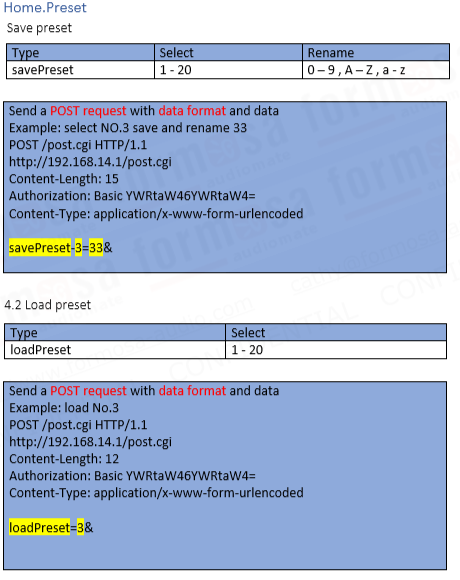 Home.Preset
Save preset
Type Select Rename
savePreset 1 - 20 0 – 9 , A – Z , a - z
Send a POST request with data format and data
Example: select NO.3 save and rename 33
POST /post.cgi HTTP/1.1
http://192.168.14.1/post.cgi
Content-Length: 15
Authorization: Basic YWRtaW46YWRtaW4=
Content-Type: application/x-www-form-urlencoded
savePreset-3=33&
4.2 Load preset
Type Select
loadPreset 1 - 20
Send a POST request with data format and data
Example: load No.3
POST /post.cgi HTTP/1.1
http://192.168.14.1/post.cgi
Content-Length: 12
Authorization: Basic YWRtaW46YWRtaW4=
Content-Type: application/x-www-form-urlencoded
loadPreset=3&